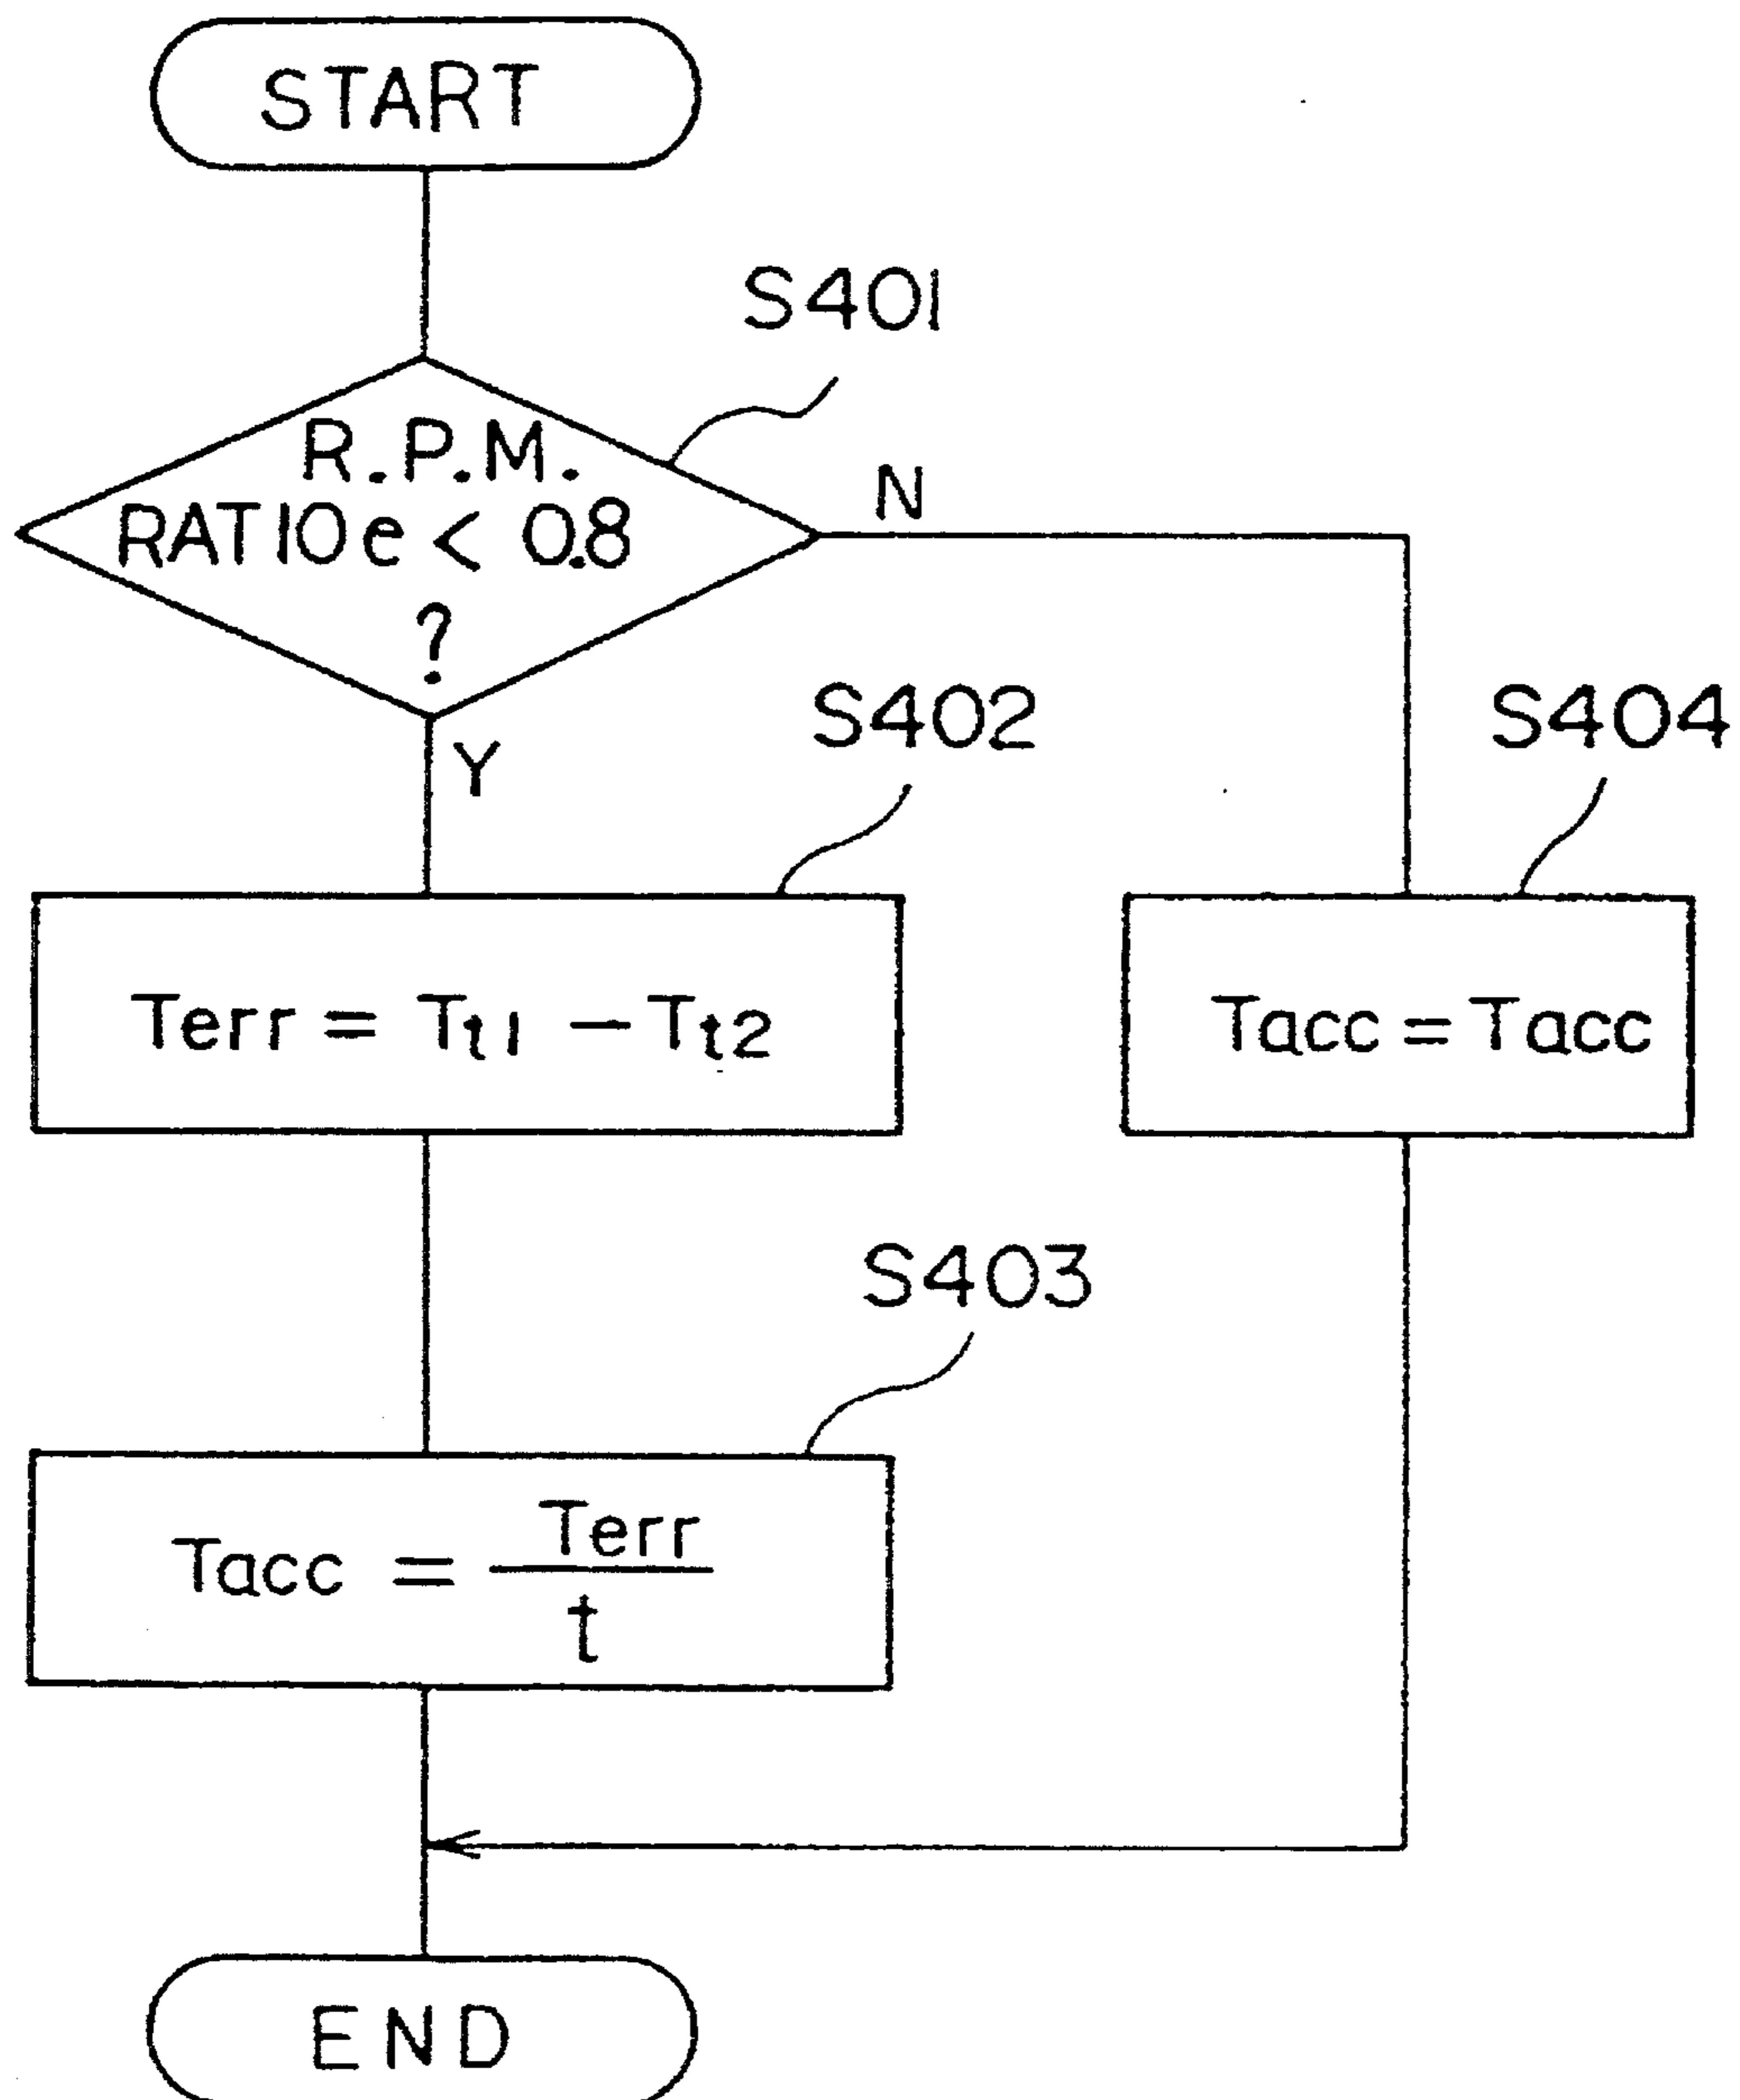 START
S401
R.P.M.
RATIO e < 0.8
?
N
Y
S402
S404
Terr = Tt1 - Tt2
Tacc = Tacc
S403
Tacc = Terr / t
END